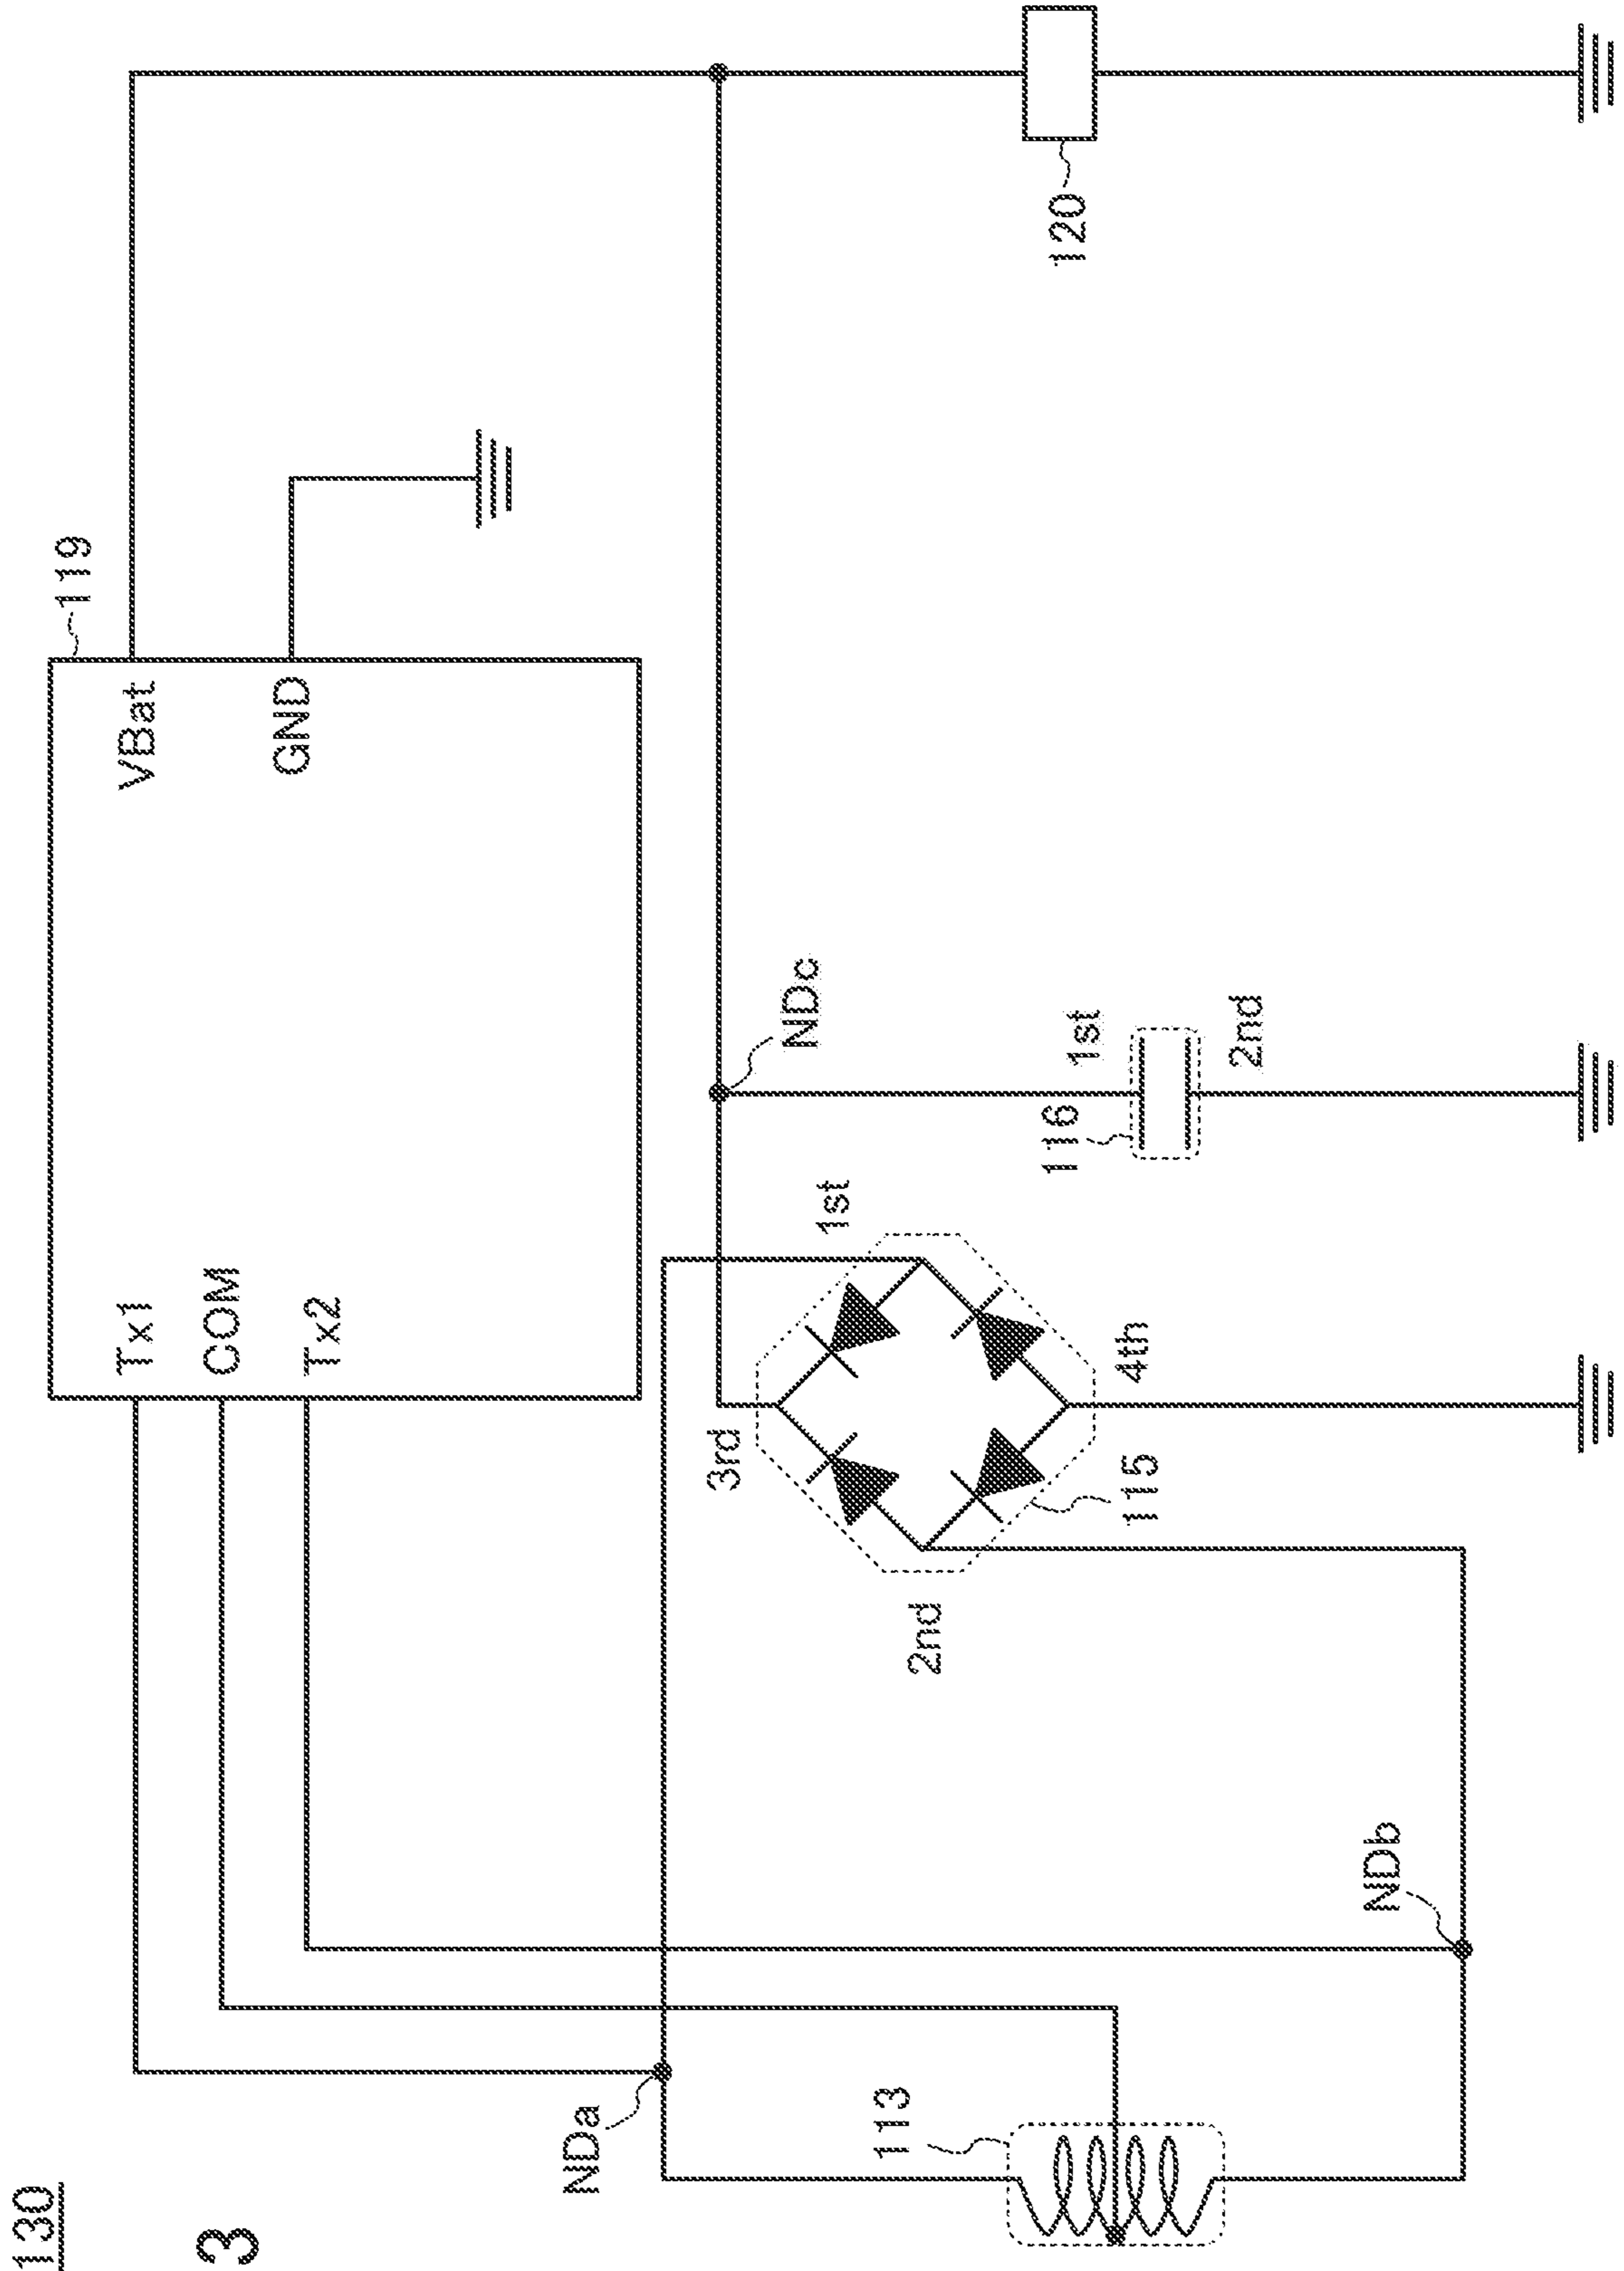 130
3
119
Tx1
COM
Tx2
VBat
GND
NDa
NDc
1st
3rd
116
1st
2nd
120
113
2nd
4th
115
NDb